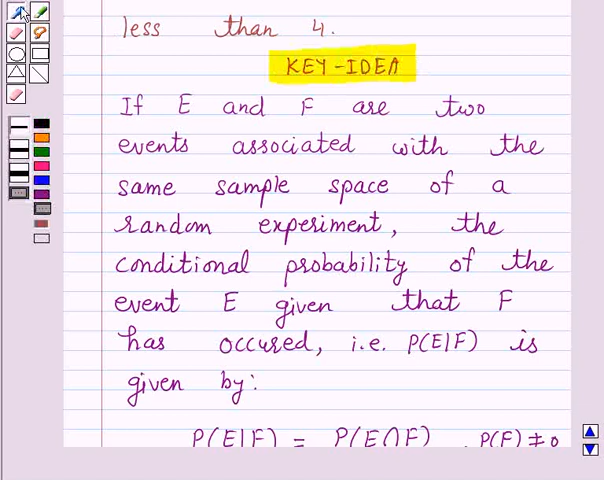 less than 4.
KEY-IDEA
If E and F are two
events associated with the
same sample space of a
random experiment, the
conditional probability of the
event E given that F
has occured, i.e. P(E|F) is
given by:
P(E|F) = P(E∩F) , P(F) ≠ 0